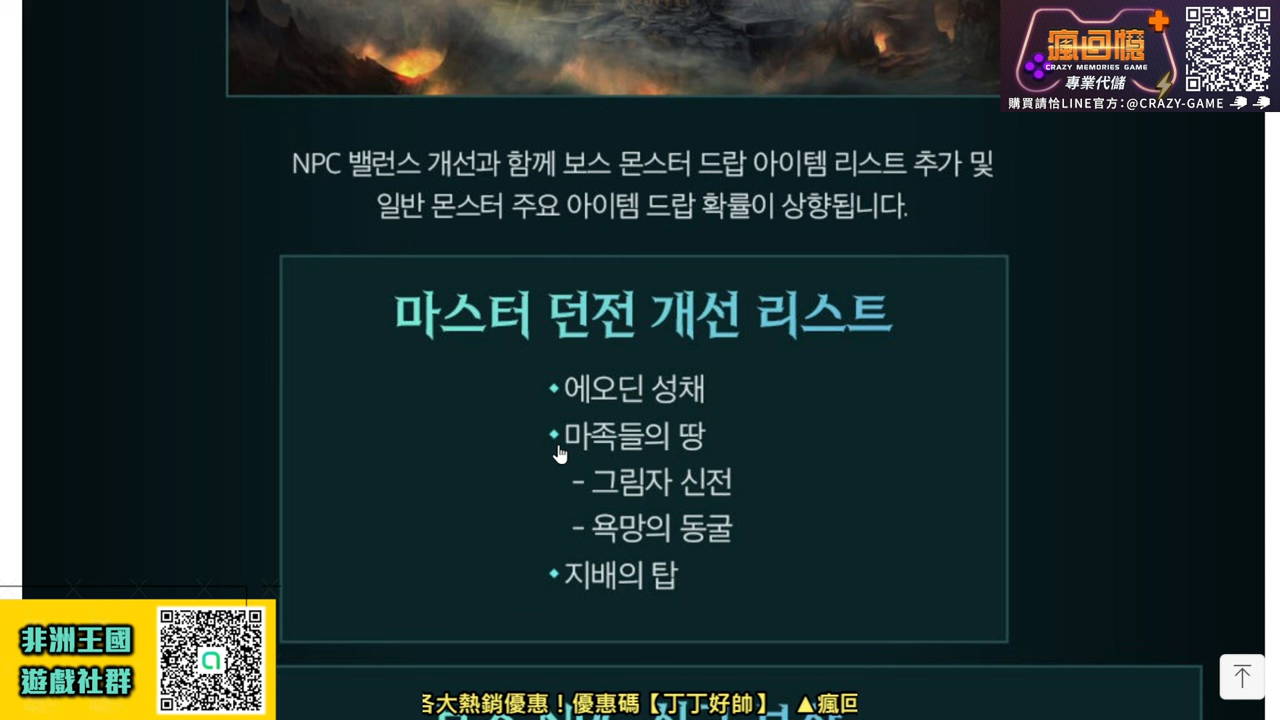 瘋回憶
CRAZY MEMORIES GAME
專業代儲
購買請恰LINE官方:@CRAZY-GAME
NPC 밸런스 개선과 함께 보스 몬스터 드랍 아이템 리스트 추가 및
일반 몬스터 주요 아이템 드랍 확률이 상향됩니다.
마스터 던전 개선 리스트
에오딘 성채
마족들의 땅
- 그림자 신전
- 욕망의 동굴
지배의 탑
非洲王國
遊戲社群
各大熱銷優惠！優惠碼【丁丁好帥】 ▲瘋回